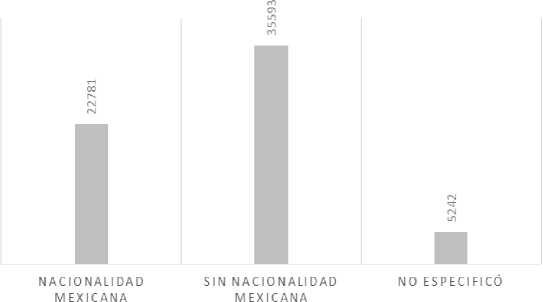 35593
22781
5242
NACIONALIDAD
MEXICANA
SIN NACIONALIDAD
MEXICANA
NO ESPECIFICÓ